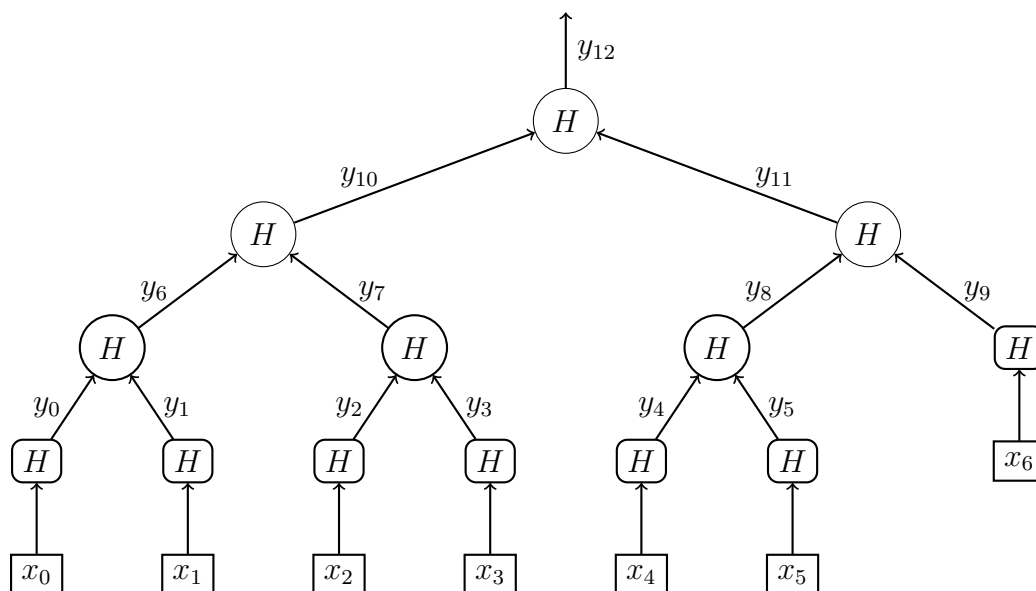 y₁₂
H
y₁₀ y₁₁
H H
y₆ y₇ y₈ y₉
H H H H
y₀ y₁ y₂ y₃ y₄ y₅
H H H H H H x₆
x₀ x₁ x₂ x₃ x₄ x₅